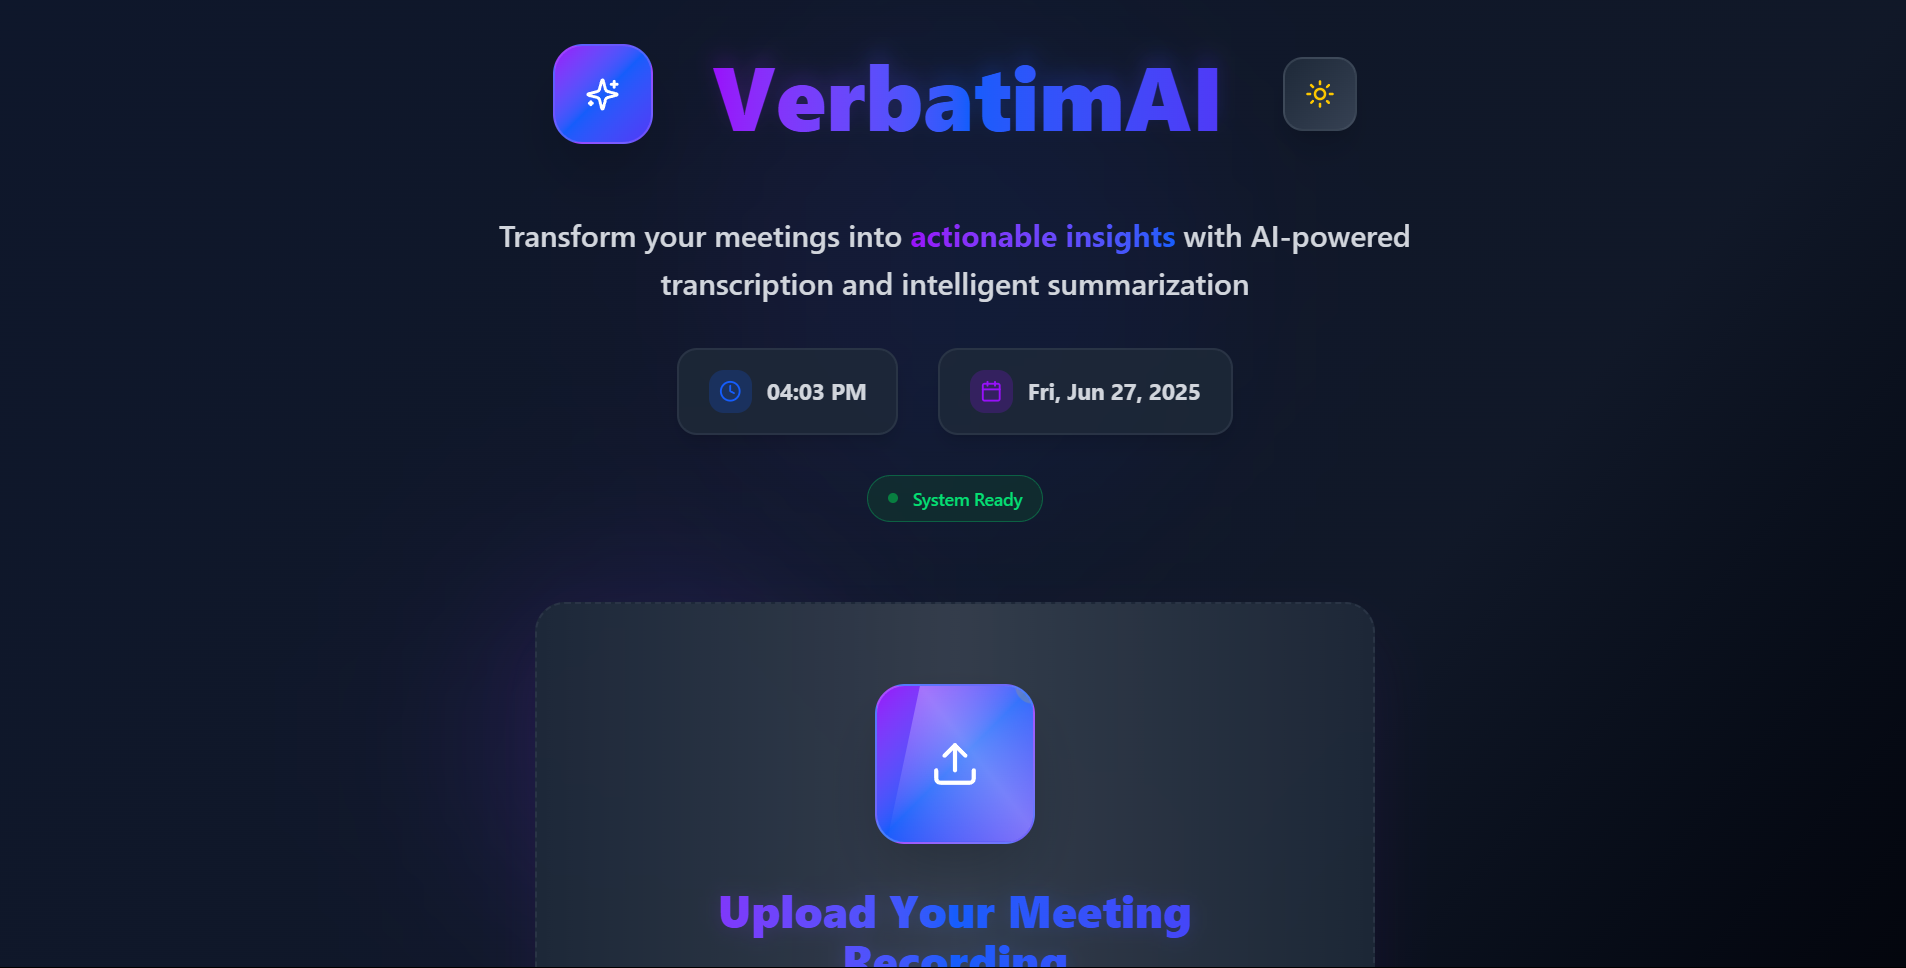 VerbatimAI
Transform your meetings into actionable insights with AI-powered
transcription and intelligent summarization
04:03 PM
Fri, Jun 27, 2025
System Ready
Upload Your Meeting
Recording